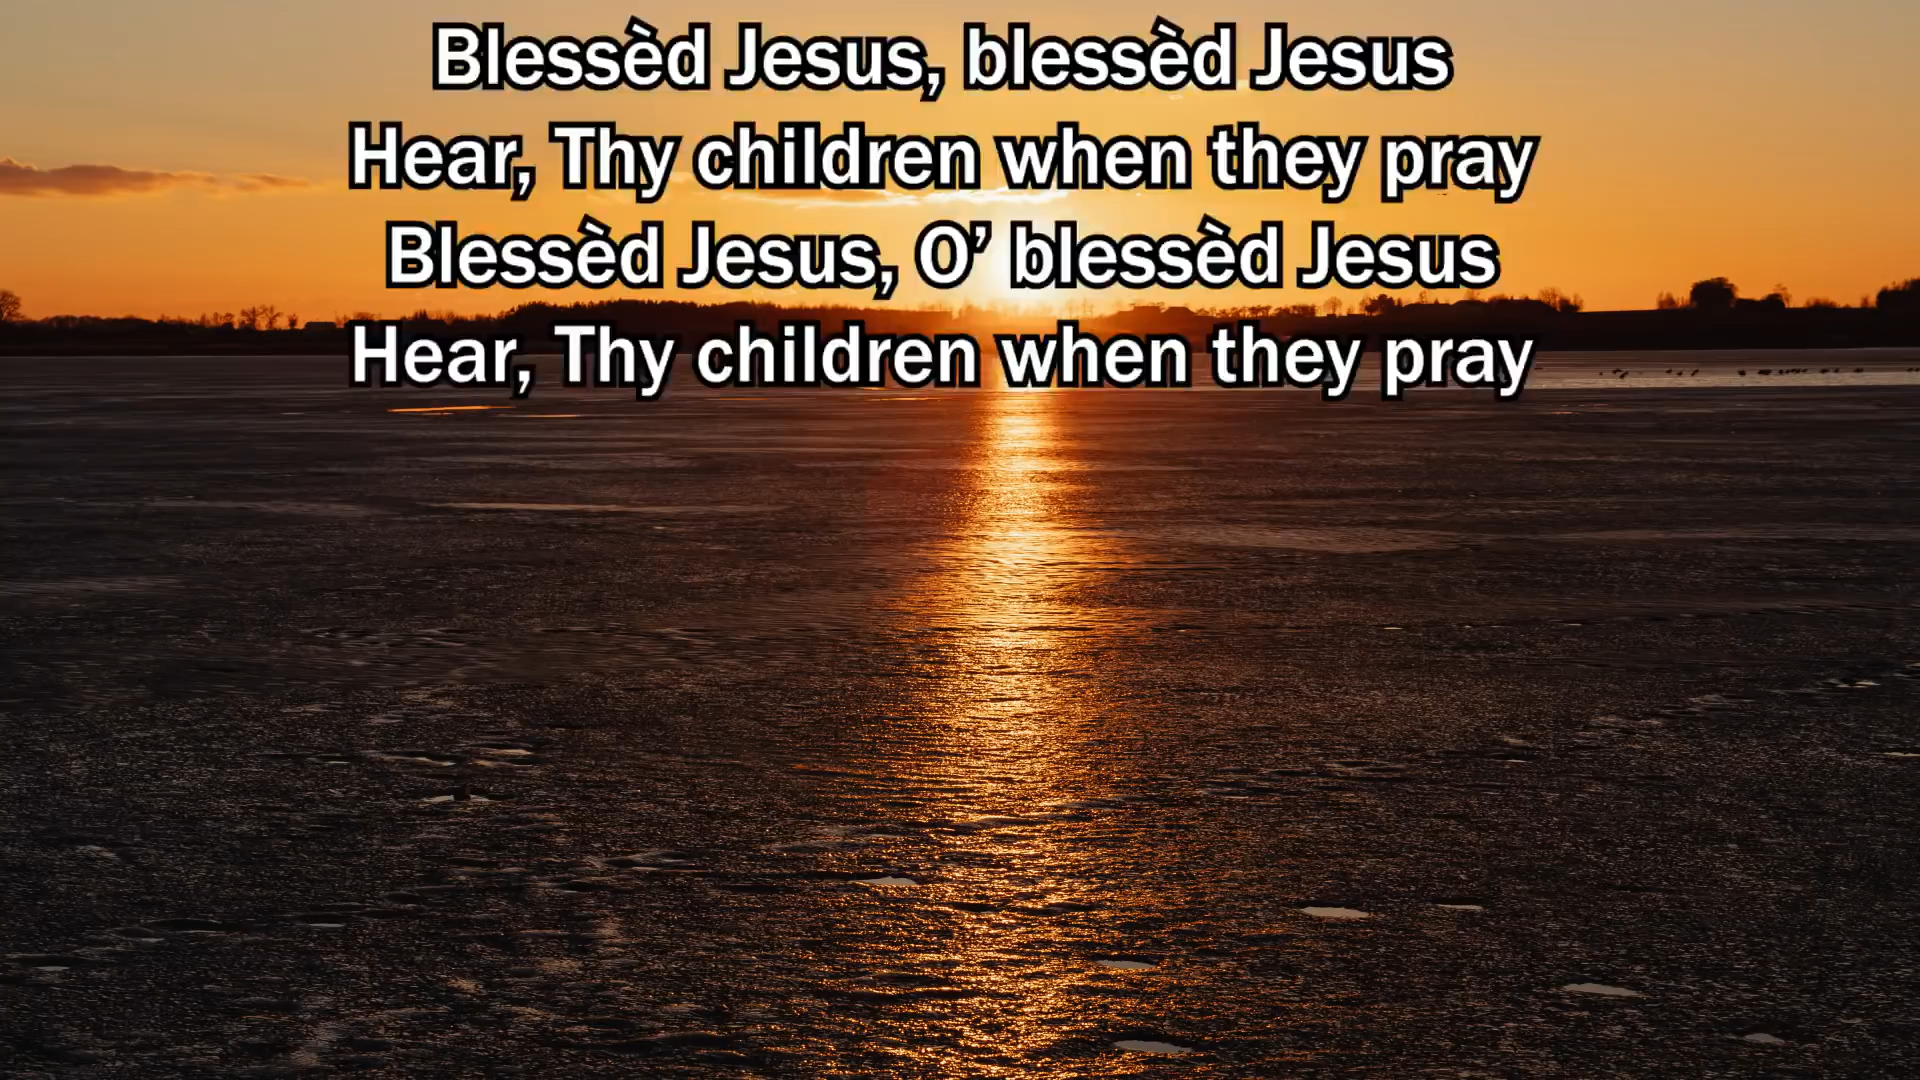 Blessèd Jesus, blessèd Jesus
Hear, Thy children when they pray
Blessèd Jesus, O’ blessèd Jesus
Hear, Thy children when they pray